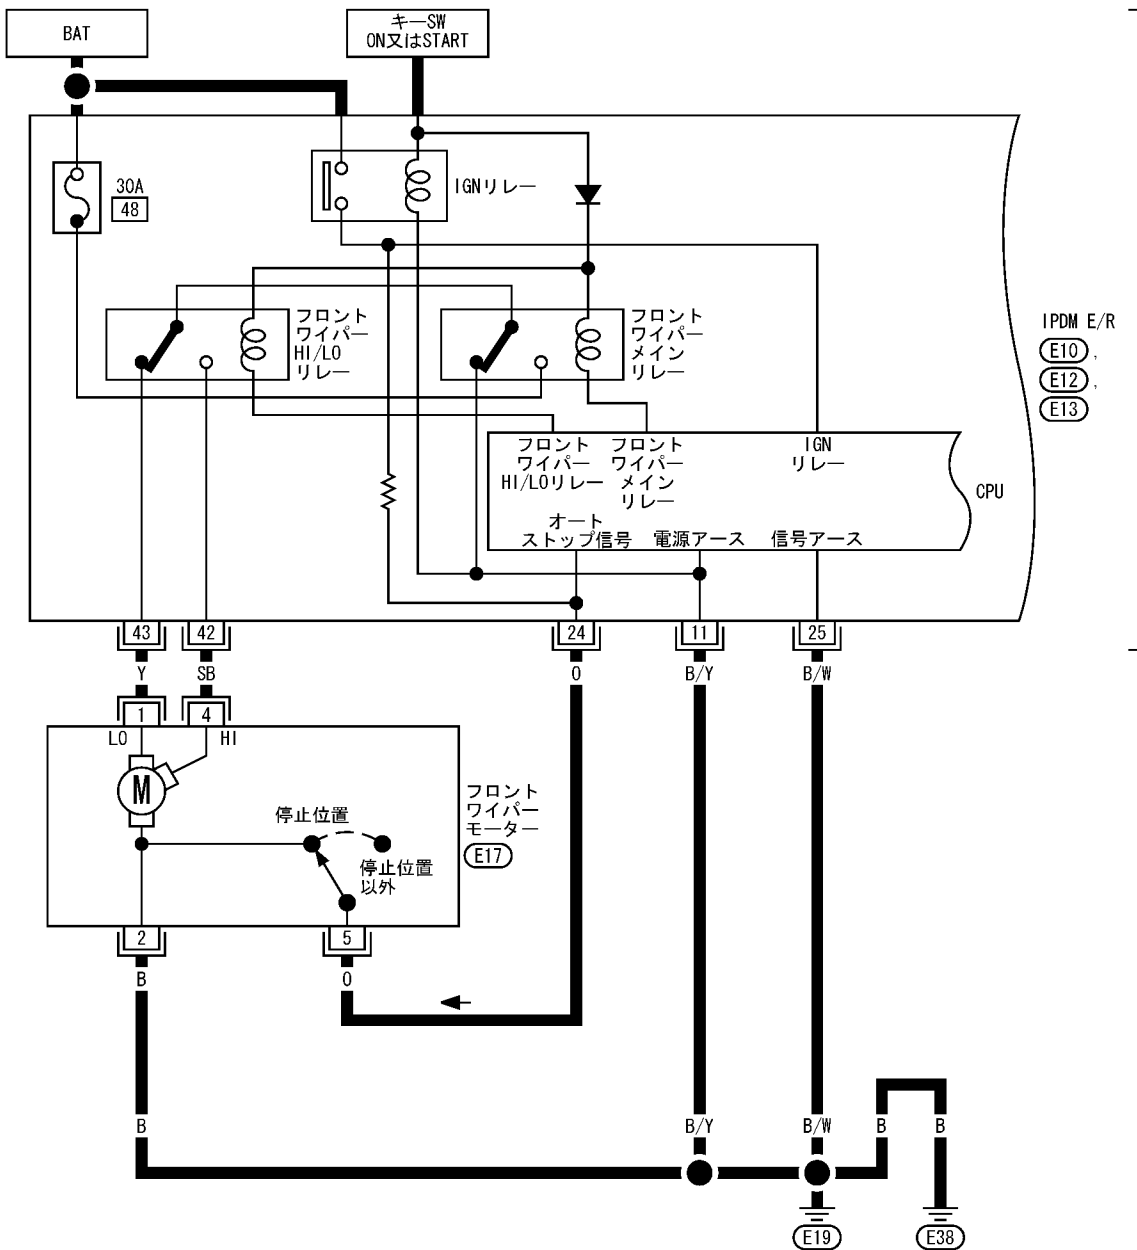 BAT
キーSW
ON又はSTART
30A
48
IGNリレー
フロント
ワイパー
HI/LO
リレー
フロント
ワイパー
メイン
リレー
IPDM E/R
E10 ,
E12 ,
E13
フロント
ワイパー
HI/LOリレー
フロント
ワイパー
メイン
リレー
IGN
リレー
CPU
オート
ストップ信号
電源アース
信号アース
43
42
24
11
25
Y
SB
O
B/Y
B/W
1
4
LO
HI
M
停止位置
停止位置
以外
フロント
ワイパー
モーター
E17
2
5
B
O
B
B/Y
B/W
B
B
E19
E38